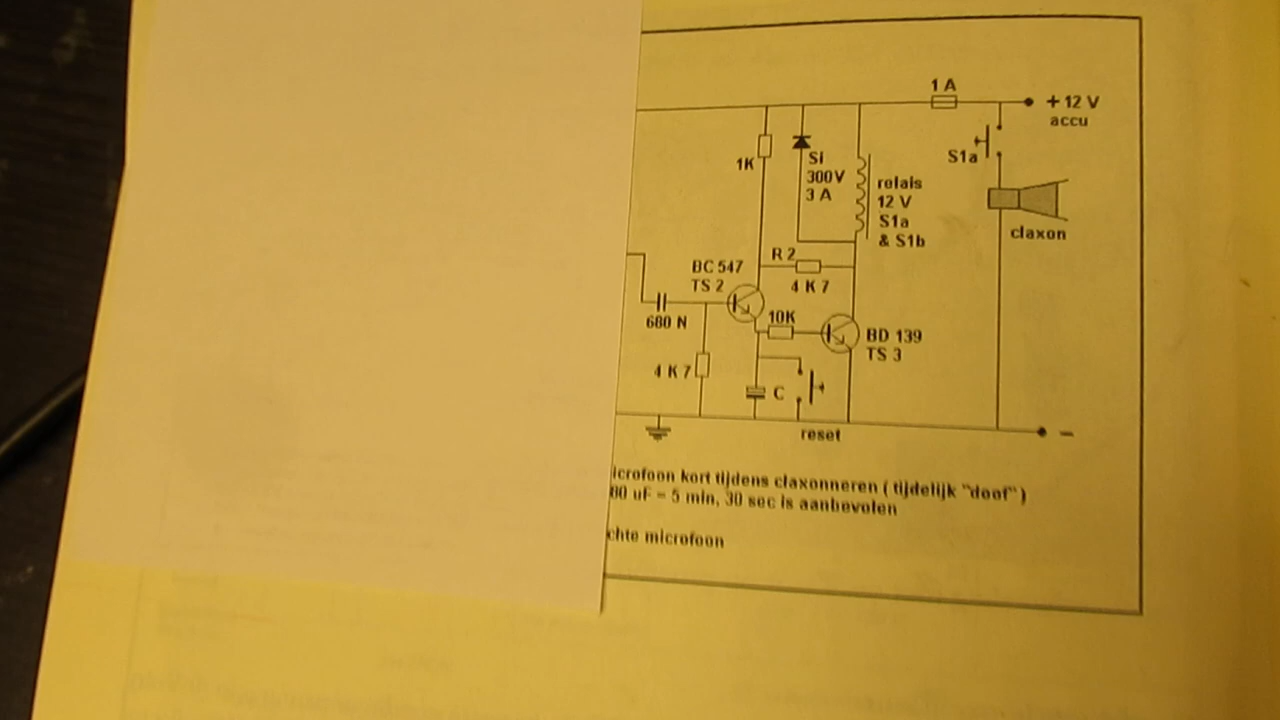 1 A
+ 12 V
accu
1K
Si
300V
3 A
S1a
relais
12 V
S1a
& S1b
claxon
R 2
BC 547
TS 2
4 K 7
680 N
10K
BD 139
TS 3
4 K 7
C
reset
–
icrofoon kort tijdens claxonneren ( tijdelijk "doof" )
80 uF = 5 min, 30 sec is aanbevolen
chte microfoon